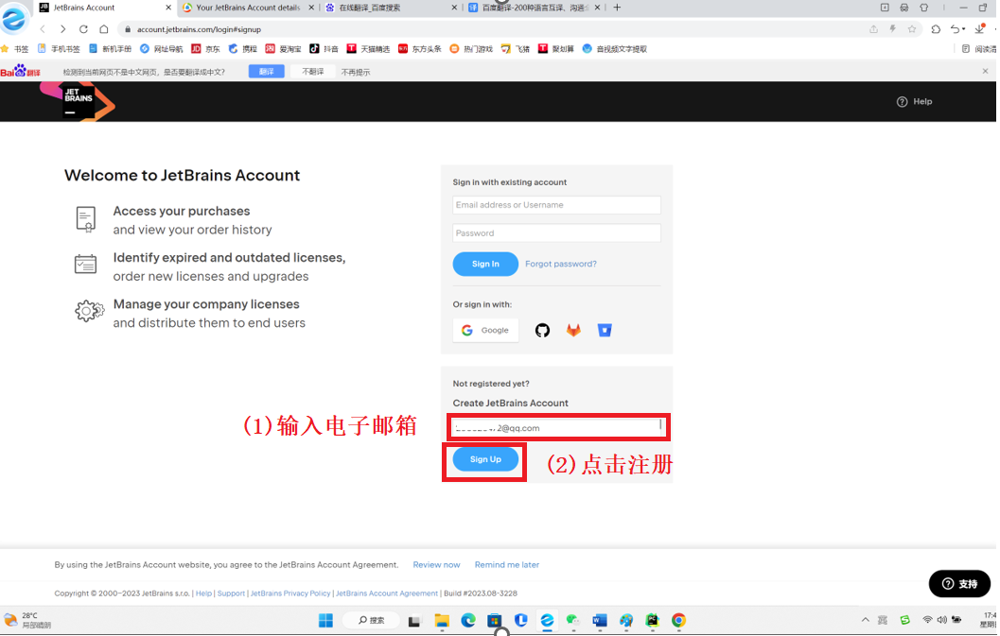 JetBrains Account
Your JetBrains Account details
在线翻译_百度搜索
百度翻译-200种语言互译、沟通
account.jetbrains.com/login#signup
书签
手机书签
新机手册
网址导航
京东
携程
爱淘宝
抖音
天猫精选
东方头条
热门游戏
飞猪
聚划算
音视频文字提取
阅读清
Bai 翻译
检测到当前网页不是中文网页，是否要翻译成中文？
翻译
不翻译
不再提示
JET
BRAINS
Help
Welcome to JetBrains Account
Access your purchases
and view your order history
Identify expired and outdated licenses,
order new licenses and upgrades
Manage your company licenses
and distribute them to end users
Sign in with existing account
Email address or Username
Password
Sign In
Forgot password?
Or sign in with:
Google
Not registered yet?
Create JetBrains Account
(1)输入电子邮箱
2@qq.com
Sign Up
(2)点击注册
By using the JetBrains Account website, you agree to the JetBrains Account Agreement. Review now Remind me later
Copyright © 2000–2023 JetBrains s.r.o. | Help | Support | JetBrains Privacy Policy | JetBrains Account Agreement | Build #2023.08-3228
支持
28°C
局部晴朗
搜索
英
17:4
星期